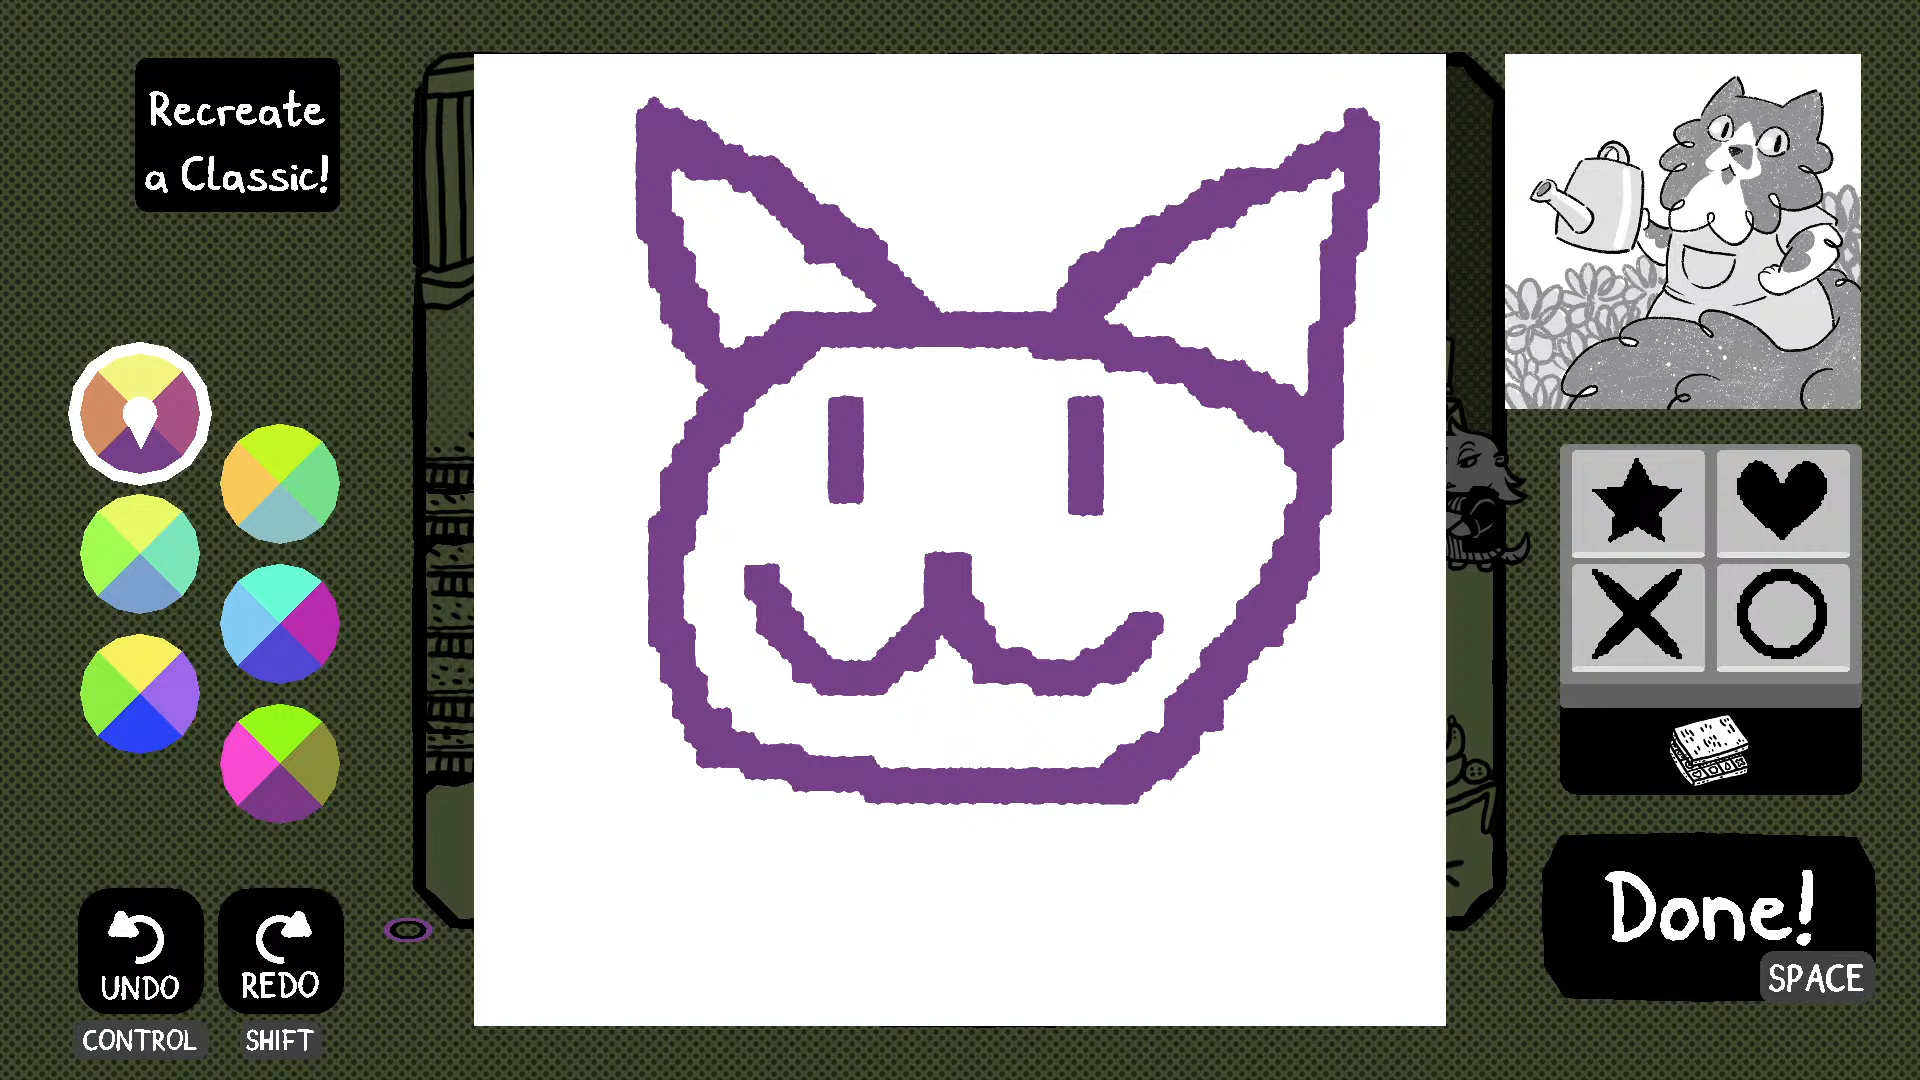 Recreate
a Classic!
UNDO
REDO
CONTROL
SHIFT
Done!
SPACE